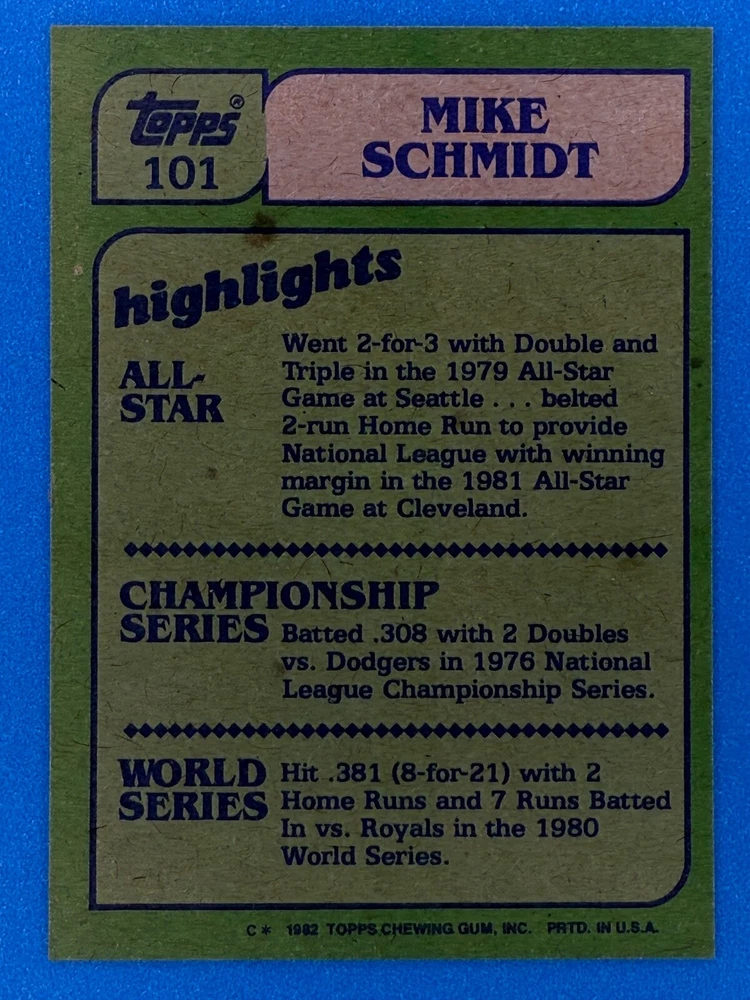 topps®
101
MIKE
SCHMIDT
highlights
ALL-
STAR
Went 2-for-3 with Double and
Triple in the 1979 All-Star
Game at Seattle . . . belted
2-run Home Run to provide
National League with winning
margin in the 1981 All-Star
Game at Cleveland.
CHAMPIONSHIP
SERIES
Batted .308 with 2 Doubles
vs. Dodgers in 1976 National
League Championship Series.
WORLD
SERIES
Hit .381 (8-for-21) with 2
Home Runs and 7 Runs Batted
In vs. Royals in the 1980
World Series.
C* 1982 TOPPS CHEWING GUM, INC. PRTD. IN U.S.A.